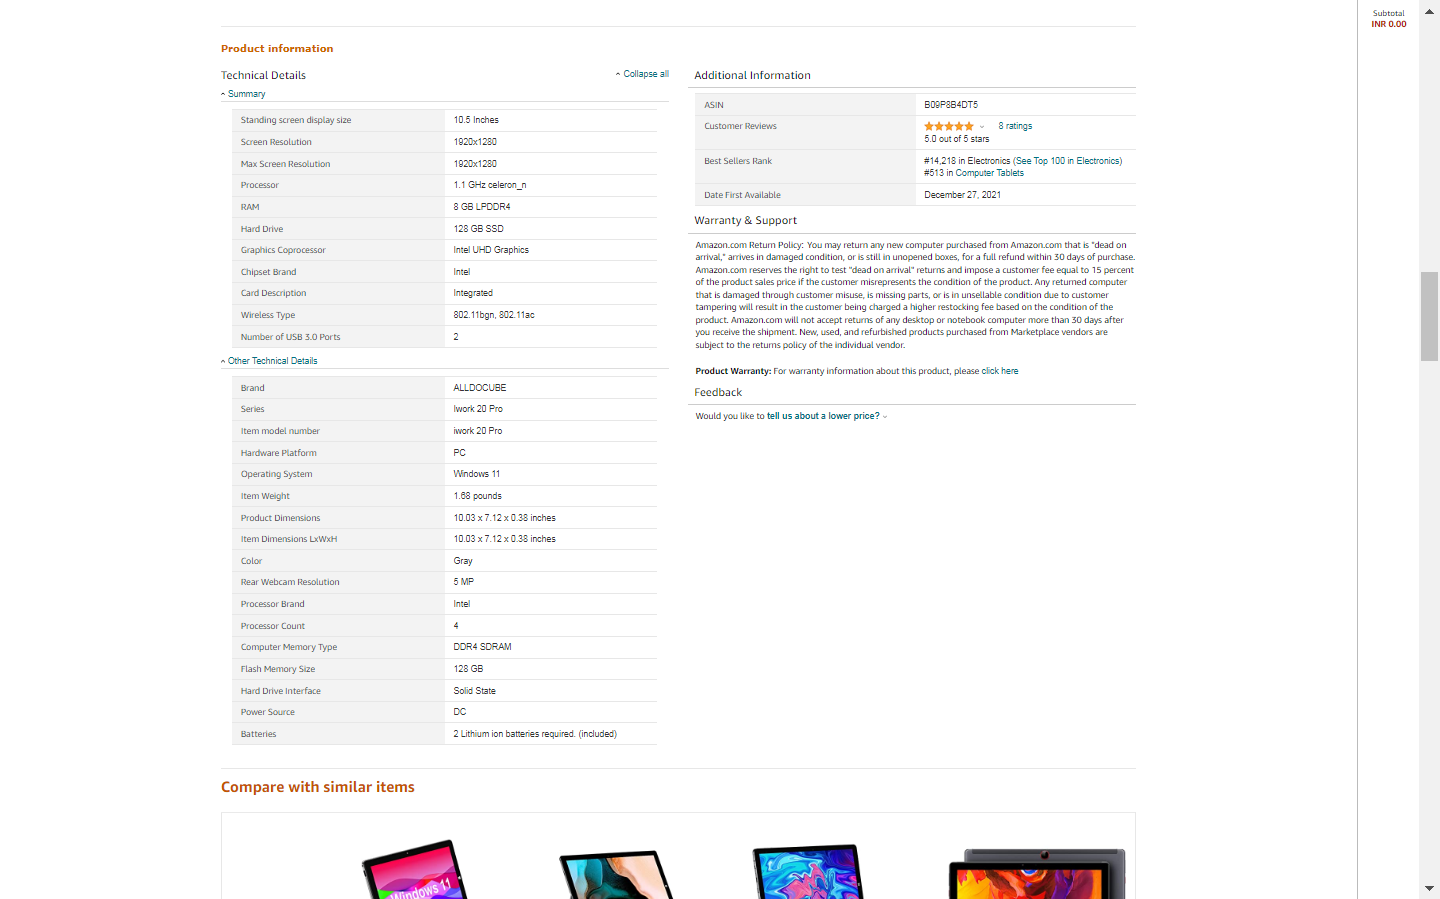 Subtotal
INR 0.00
Product information
Technical Details
Collapse all
Summary
Standing screen display size 10.5 Inches
Screen Resolution 1920x1280
Max Screen Resolution 1920x1280
Processor 1.1 GHz celeron_n
RAM 8 GB LPDDR4
Hard Drive 128 GB SSD
Graphics Coprocessor Intel UHD Graphics
Chipset Brand Intel
Card Description Integrated
Wireless Type 802.11bgn, 802.11ac
Number of USB 3.0 Ports 2
Other Technical Details
Brand ALLDOCUBE
Series Iwork 20 Pro
Item model number iwork 20 Pro
Hardware Platform PC
Operating System Windows 11
Item Weight 1.68 pounds
Product Dimensions 10.03 x 7.12 x 0.38 inches
Item Dimensions LxWxH 10.03 x 7.12 x 0.38 inches
Color Gray
Rear Webcam Resolution 5 MP
Processor Brand Intel
Processor Count 4
Computer Memory Type DDR4 SDRAM
Flash Memory Size 128 GB
Hard Drive Interface Solid State
Power Source DC
Batteries 2 Lithium ion batteries required. (included)
Additional Information
ASIN B09P8B4DT5
Customer Reviews 8 ratings
5.0 out of 5 stars
Best Sellers Rank #14,218 in Electronics (See Top 100 in Electronics)
#513 in Computer Tablets
Date First Available December 27, 2021
Warranty & Support
Amazon.com Return Policy: You may return any new computer purchased from Amazon.com that is "dead on
arrival," arrives in damaged condition, or is still in unopened boxes, for a full refund within 30 days of purchase.
Amazon.com reserves the right to test "dead on arrival" returns and impose a customer fee equal to 15 percent
of the product sales price if the customer misrepresents the condition of the product. Any returned computer
that is damaged through customer misuse, is missing parts, or is in unsellable condition due to customer
tampering will result in the customer being charged a higher restocking fee based on the condition of the
product. Amazon.com will not accept returns of any desktop or notebook computer more than 30 days after
you receive the shipment. New, used, and refurbished products purchased from Marketplace vendors are
subject to the returns policy of the individual vendor.
Product Warranty: For warranty information about this product, please click here
Feedback
Would you like to tell us about a lower price?
Compare with similar items
Windows 11